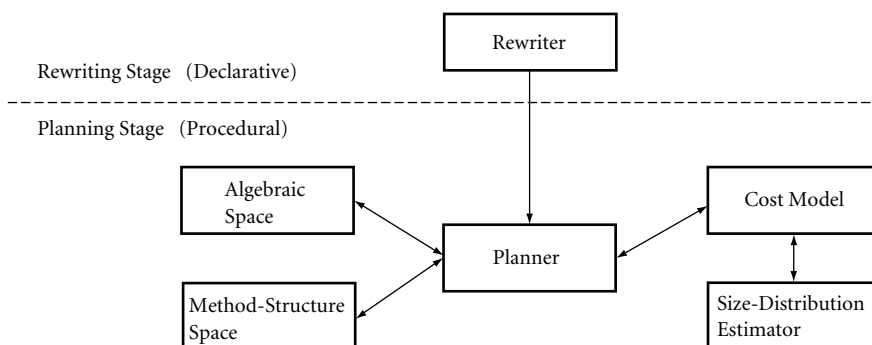 Rewriter
Rewriting Stage (Declarative)
Planning Stage (Procedural)
Algebraic
Space
Cost Model
Planner
Method-Structure
Space
Size-Distribution
Estimator